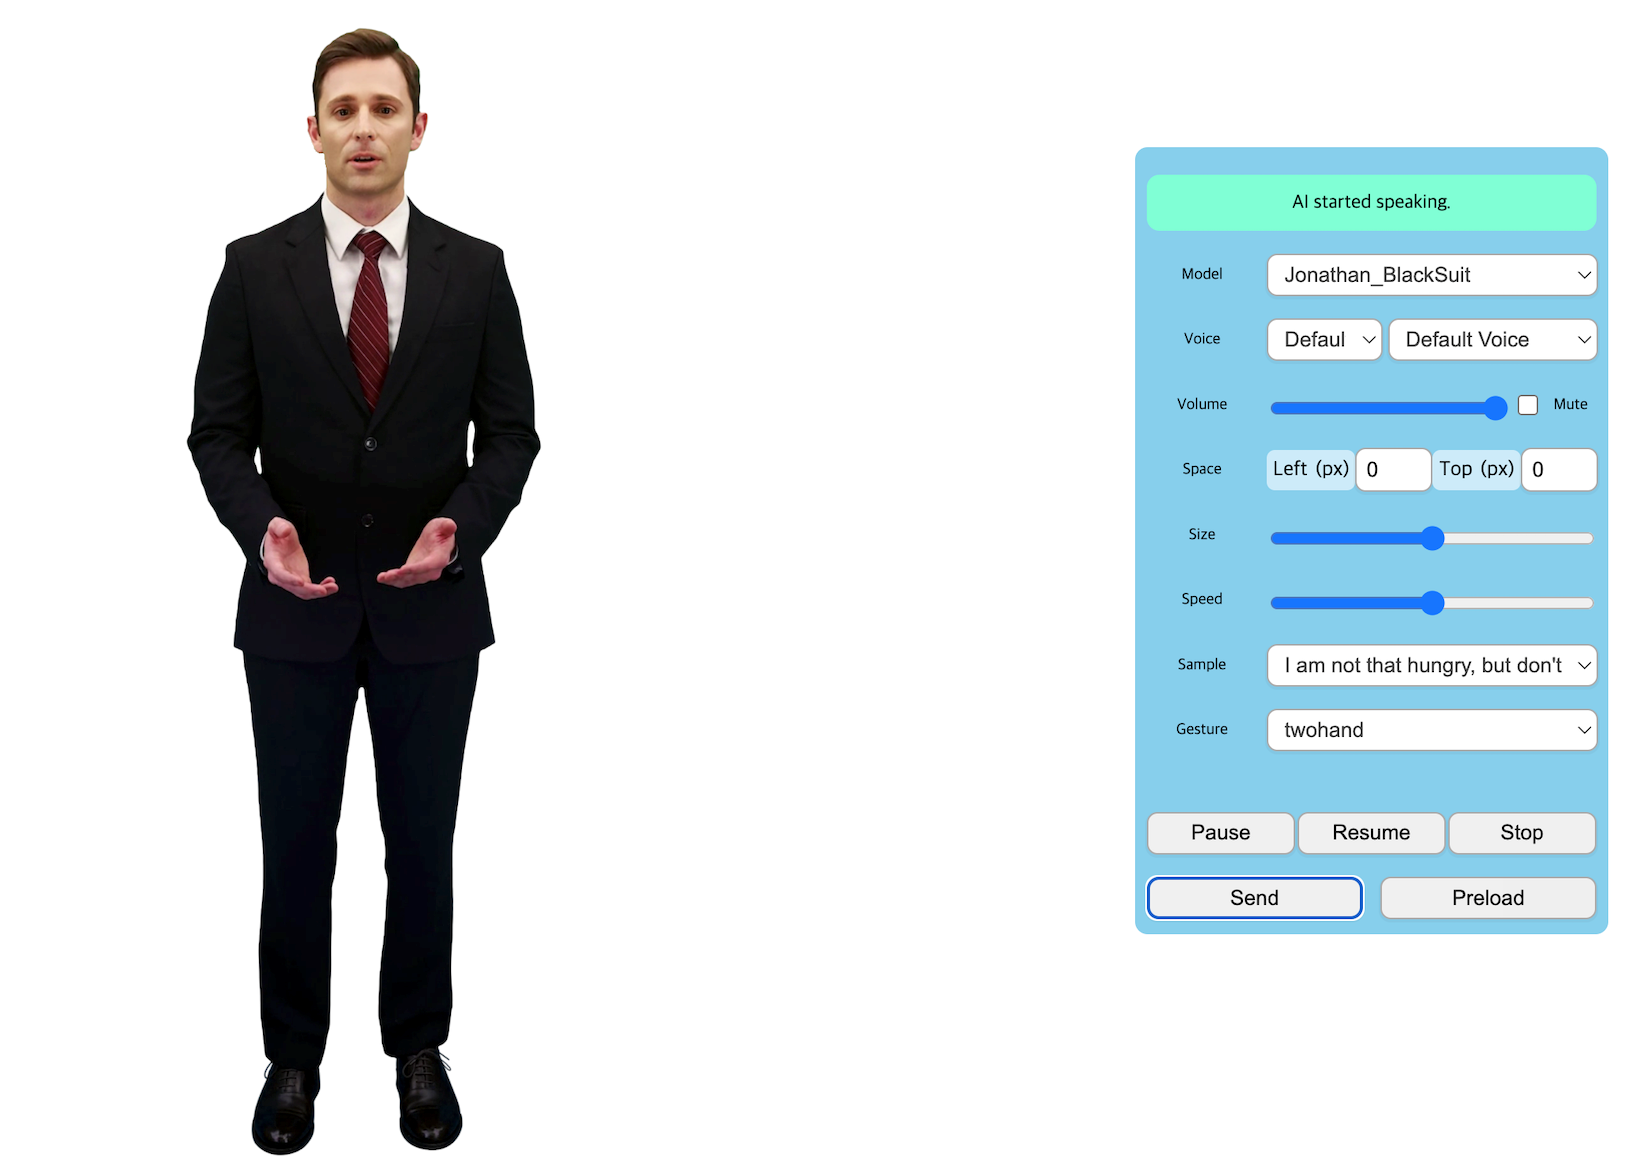 AI started speaking.
Model Jonathan_BlackSuit
Voice Defaul Default Voice
Volume Mute
Space Left (px) 0 Top (px) 0
Size
Speed
Sample I am not that hungry, but don't
Gesture twohand
Pause Resume Stop
Send Preload